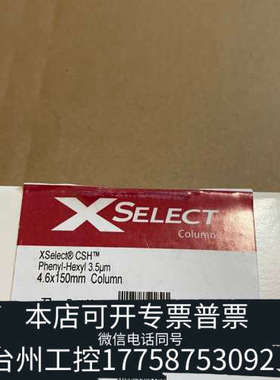 XSELECT
Column
XSelect® CSH™
Phenyl-Hexyl 3.5µm
4.6x150mm Column
本店可开专票普票
微信电话同号
台州工控17758753092